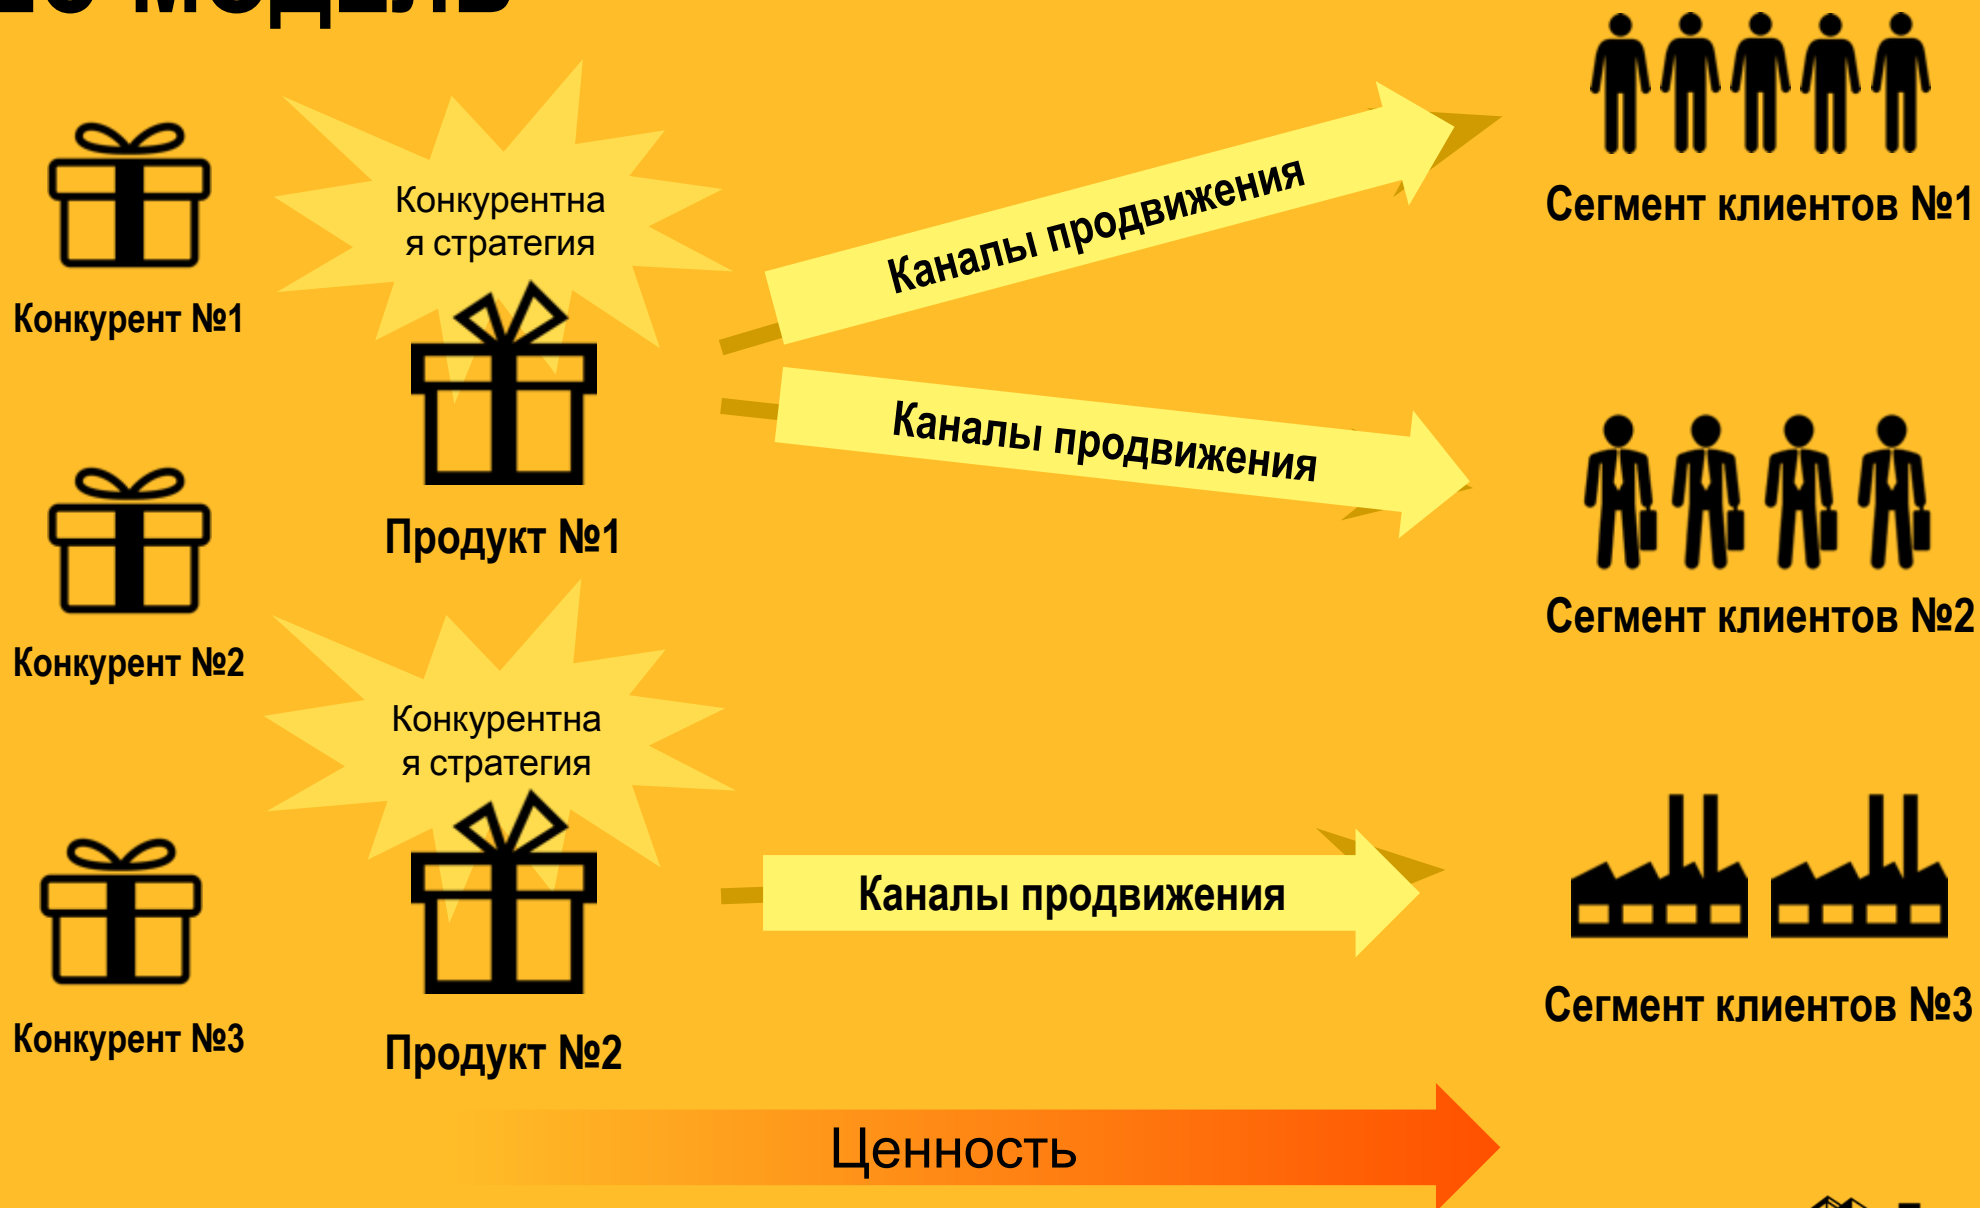 МОДЕЛЬ
Конкурент №1
Конкурентна
я стратегия
Продукт №1
Каналы продвижения
Сегмент клиентов №1
Каналы продвижения
Сегмент клиентов №2
Конкурент №2
Конкурентна
я стратегия
Конкурент №3
Продукт №2
Каналы продвижения
Сегмент клиентов №3
Ценность